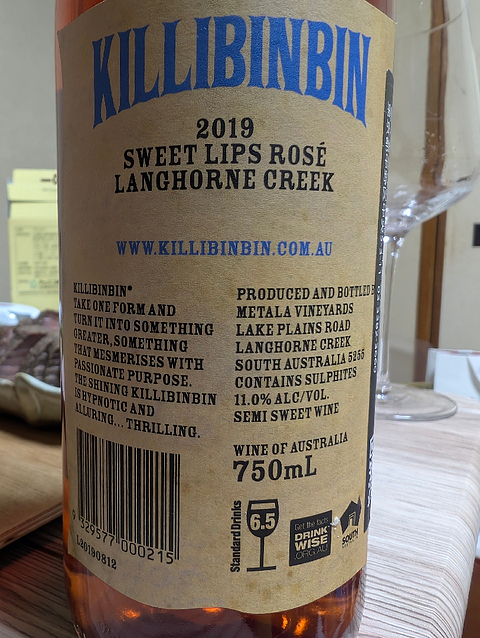 KILLIBINBIN
2019
SWEET LIPS ROSÉ
LANGHORNE CREEK
WWW.KILLIBINBIN.COM.AU
KILLIBINBIN*
TAKE ONE FORM AND
TURN IT INTO SOMETHING
GREATER, SOMETHING
THAT MESMERISES WITH
PASSIONATE PURPOSE.
THE SHINING KILLIBINBIN
IS HYPNOTIC AND
ALLURING... THRILLING.
9 329577 000215
L20190812
PRODUCED AND BOTTLED
METALA VINEYARDS
LAKE PLAINS ROAD
LANGHORNE CREEK
SOUTH AUSTRALIA 5255
CONTAINS SULPHITES
11.0% ALC/VOL.
SEMI SWEET WINE
WINE OF AUSTRALIA
750mL
Standard Drinks
6.5
Get the facts
DRINK
WISE
.ORG.AU
SOUTH